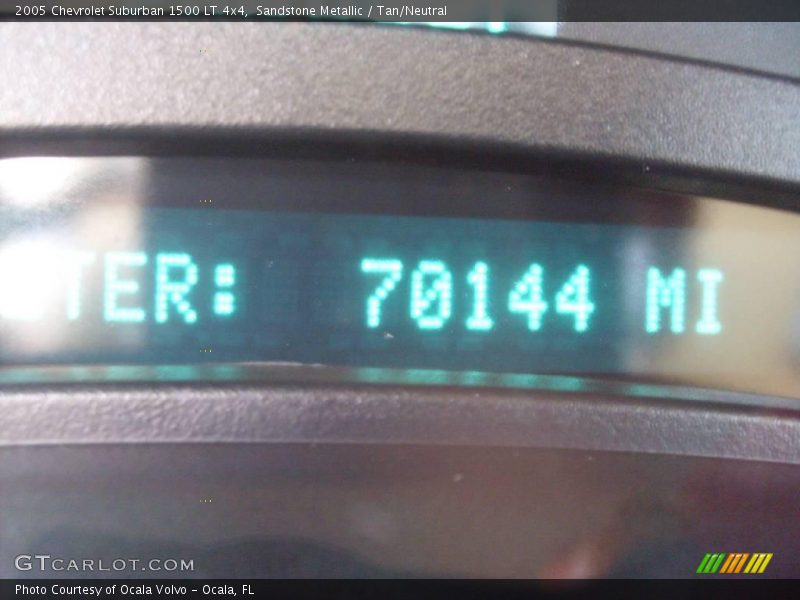 2005 Chevrolet Suburban 1500 LT 4x4, Sandstone Metallic / Tan/Neutral
TER: 70144 MI
GTCARLOT.COM
Photo Courtesy of Ocala Volvo - Ocala, FL